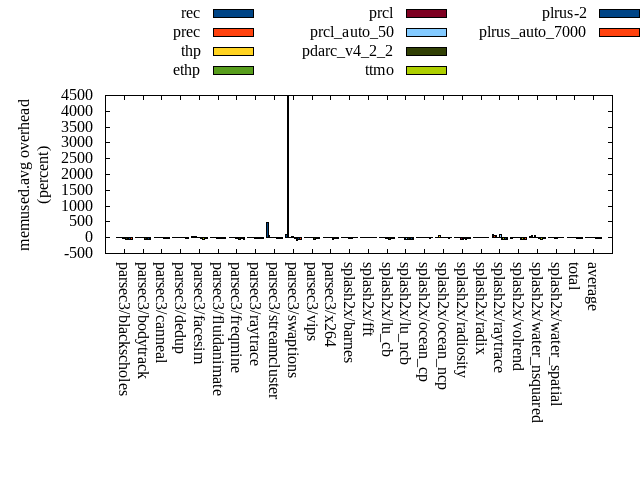 rec
prec
thp
ethp
prcl
prcl_auto_50
pdarc_v4_2_2
ttmo
plrus-2
plrus_auto_7000
memused.avg overhead
(percent)
4500
4000
3500
3000
2500
2000
1500
1000
500
0
-500
parsec3/blackscholes
parsec3/bodytrack
parsec3/canneal
parsec3/dedup
parsec3/facesim
parsec3/fluidanimate
parsec3/freqmine
parsec3/raytrace
parsec3/streamcluster
parsec3/swaptions
parsec3/vips
parsec3/x264
splash2x/barnes
splash2x/fft
splash2x/lu_cb
splash2x/lu_ncb
splash2x/ocean_cp
splash2x/ocean_ncp
splash2x/radiosity
splash2x/radix
splash2x/raytrace
splash2x/volrend
splash2x/water_nsquared
splash2x/water_spatial
total
average